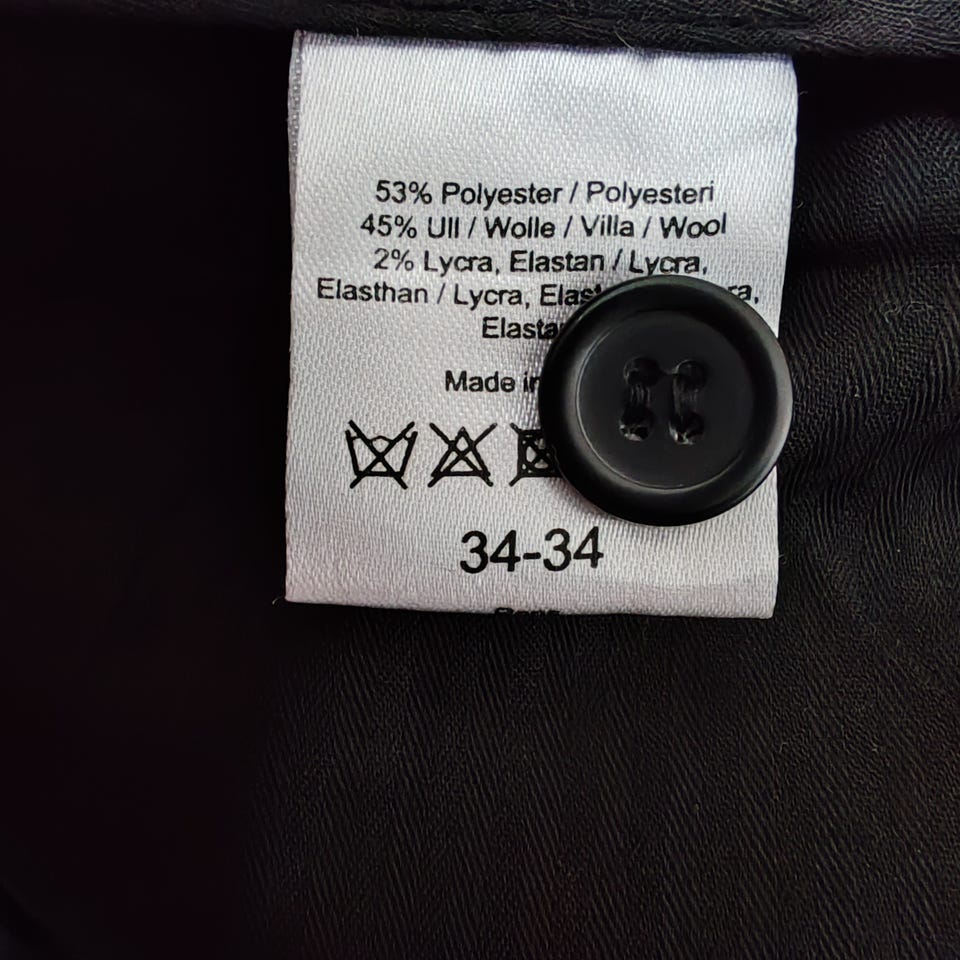 53% Polyester / Polyesteri
45% Ull / Wolle / Villa / Wool
2% Lycra, Elastan / Lycra,
Elasthan / Lycra,
Made in
34-34